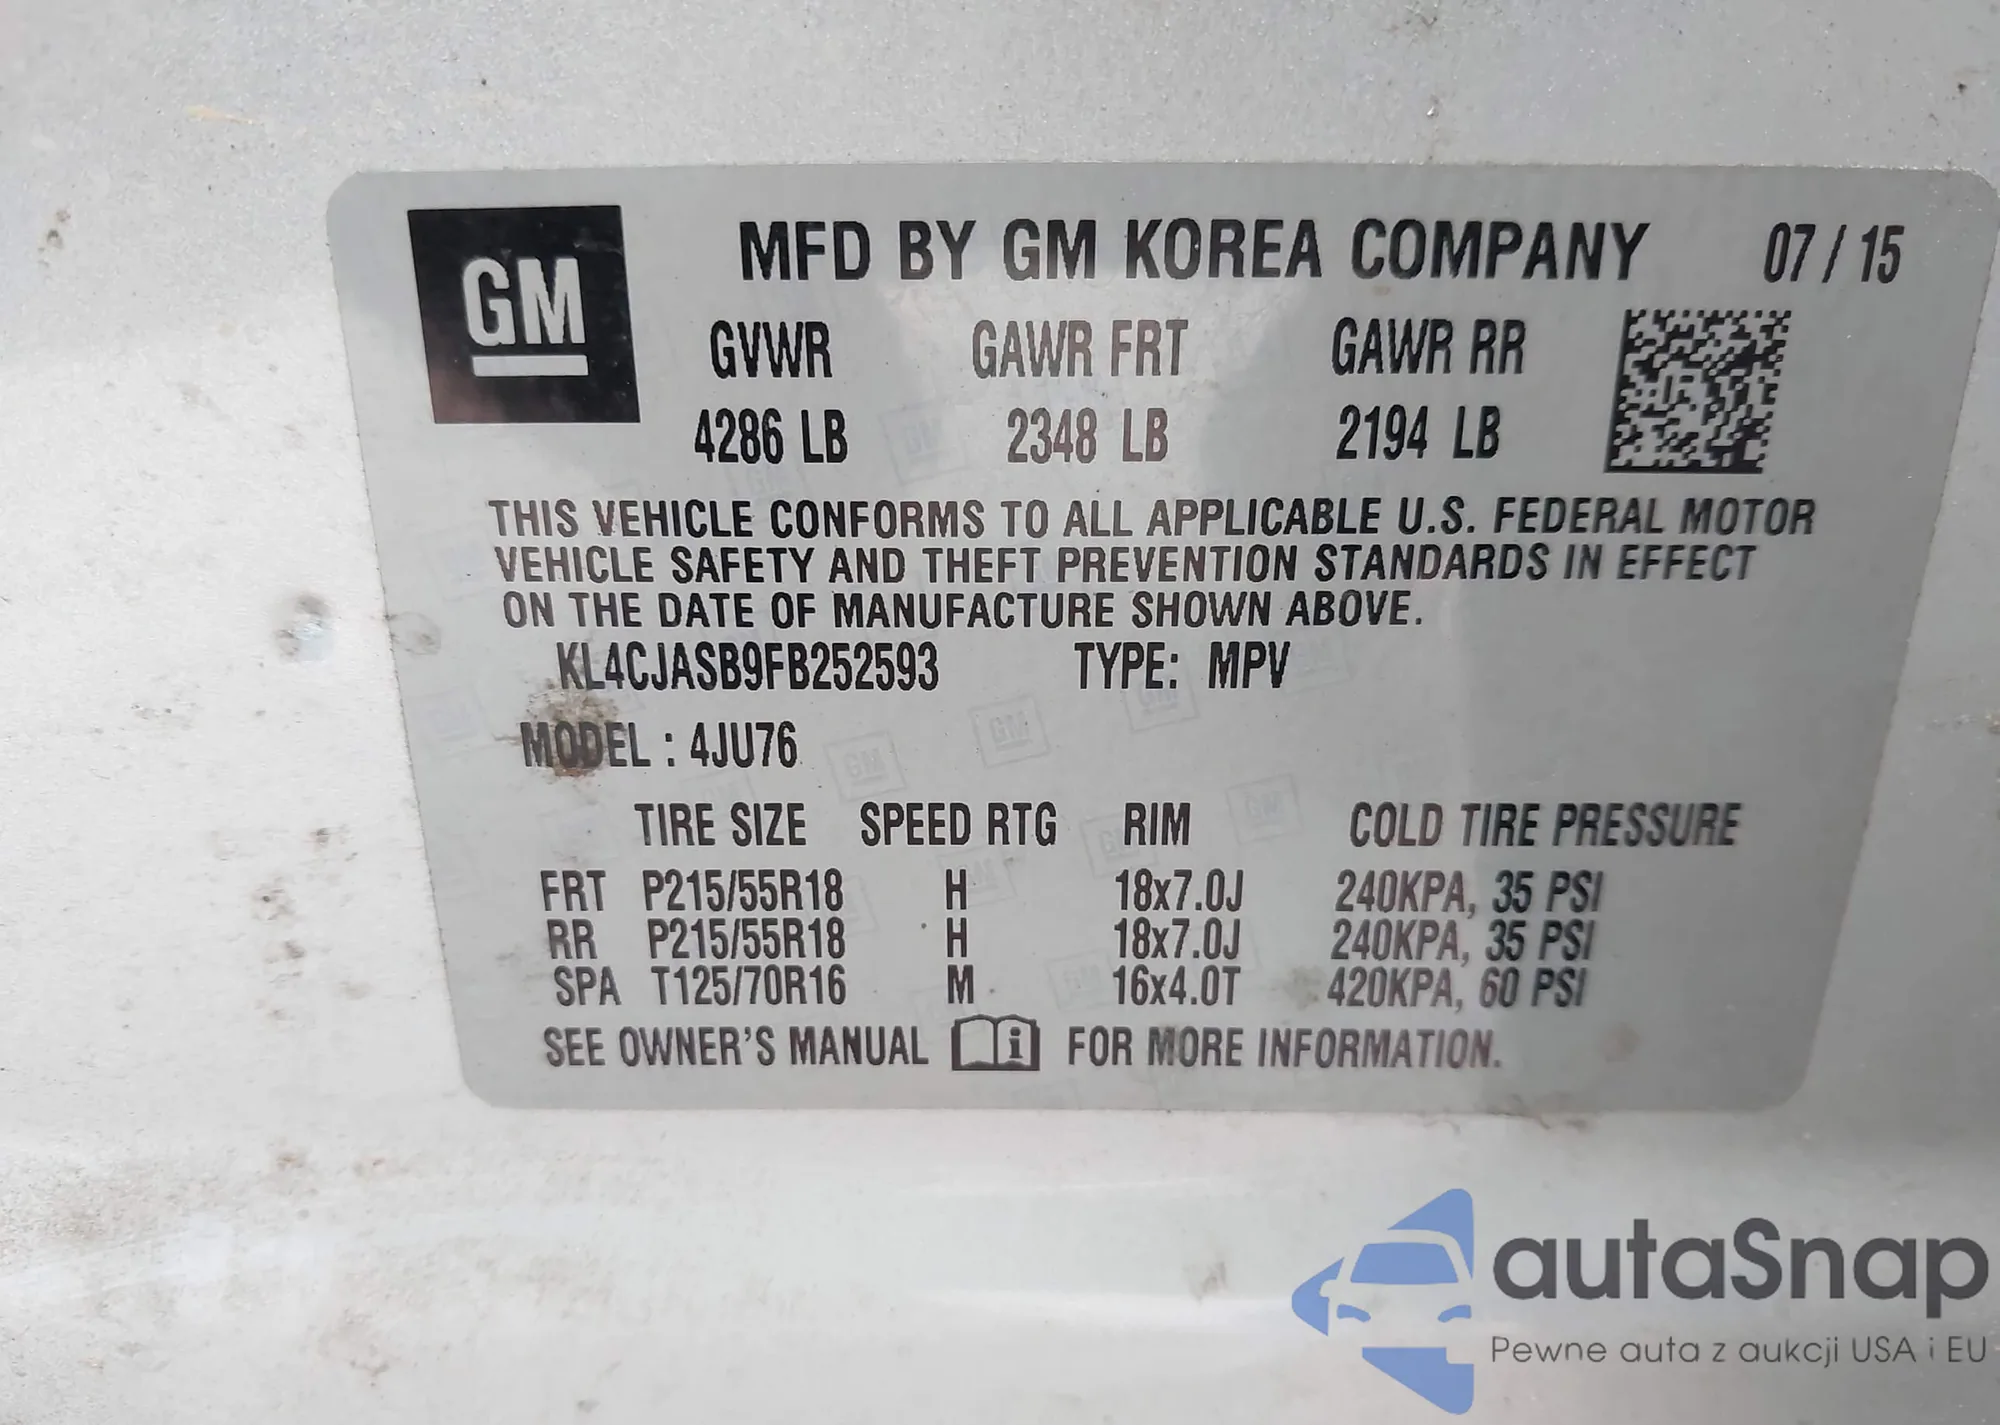 GM
MFD BY GM KOREA COMPANY 07 / 15
GVWR GAWR FRT GAWR RR
4286 LB 2348 LB 2194 LB
THIS VEHICLE CONFORMS TO ALL APPLICABLE U.S. FEDERAL MOTOR
VEHICLE SAFETY AND THEFT PREVENTION STANDARDS IN EFFECT
ON THE DATE OF MANUFACTURE SHOWN ABOVE.
KL4CJASB9FB252593 TYPE: MPV
MODEL : 4JU76
TIRE SIZE SPEED RTG RIM COLD TIRE PRESSURE
FRT P215/55R18 H 18x7.0J 240KPA, 35 PSI
RR P215/55R18 H 18x7.0J 240KPA, 35 PSI
SPA T125/70R16 M 16x4.0T 420KPA, 60 PSI
SEE OWNER'S MANUAL i FOR MORE INFORMATION.
autaSnap
Pewne auta z aukcji USA i EU